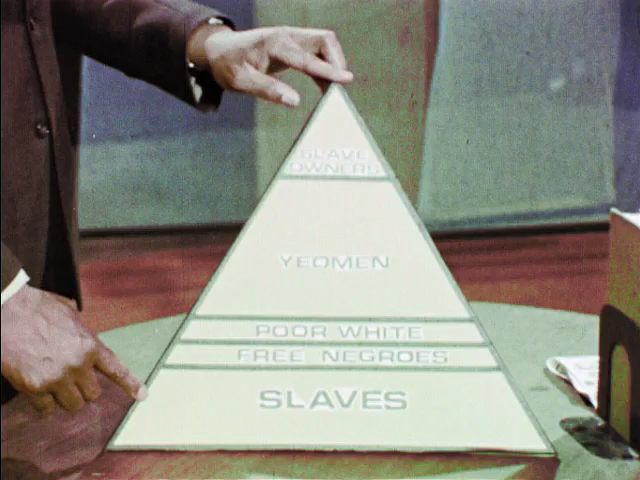 SLAVE
OWNERS
YEOMEN
POOR WHITE
FREE NEGROES
SLAVES